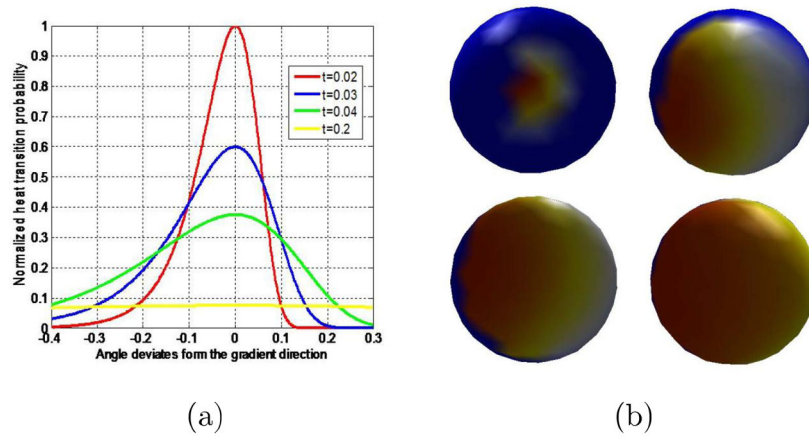 Normalized heat transition probability
1
0.9
0.8
0.7
0.6
0.5
0.4
0.3
0.2
0.1
0
t=0.02
t=0.03
t=0.04
t=0.2
-0.4 -0.3 -0.2 -0.1 0 0.1 0.2 0.3
Angle deviates form the gradient direction
(a) (b)